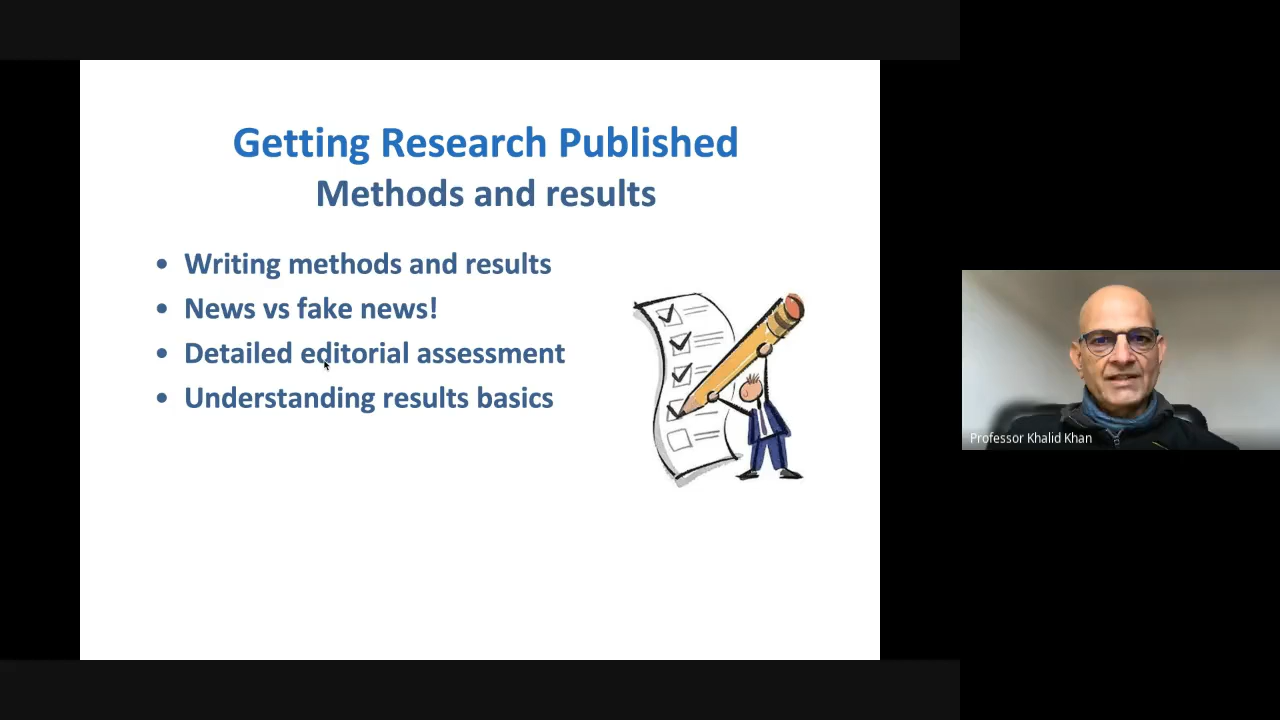 Getting Research Published
Methods and results
• Writing methods and results
• News vs fake news!
• Detailed editorial assessment
• Understanding results basics
Professor Khalid Khan